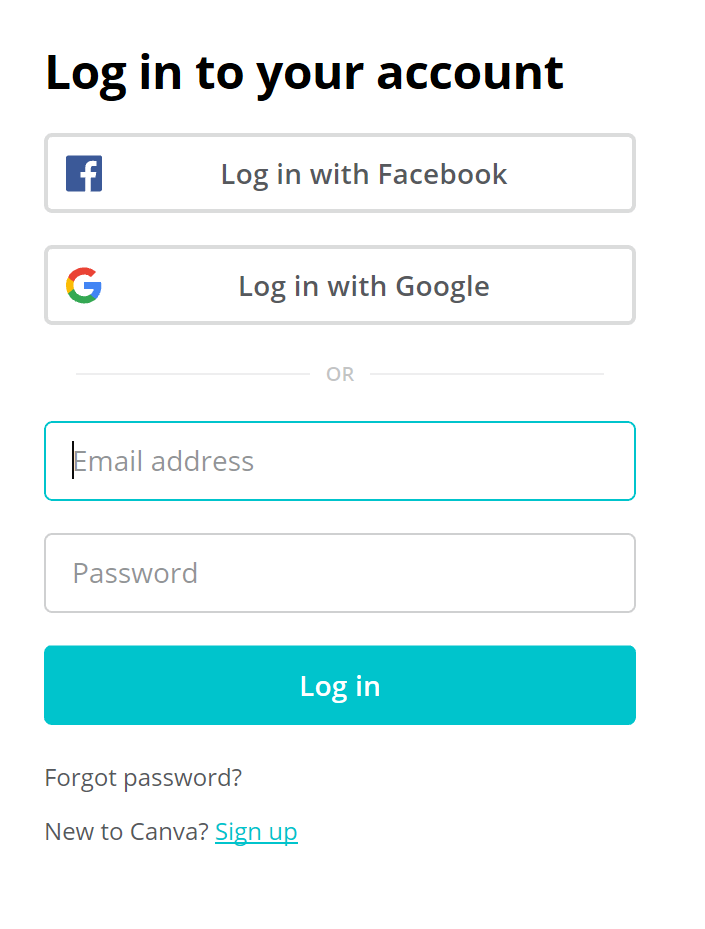 Log in to your account
Log in with Facebook
Log in with Google
OR
Email address
Password
Log in
Forgot password?
New to Canva? Sign up